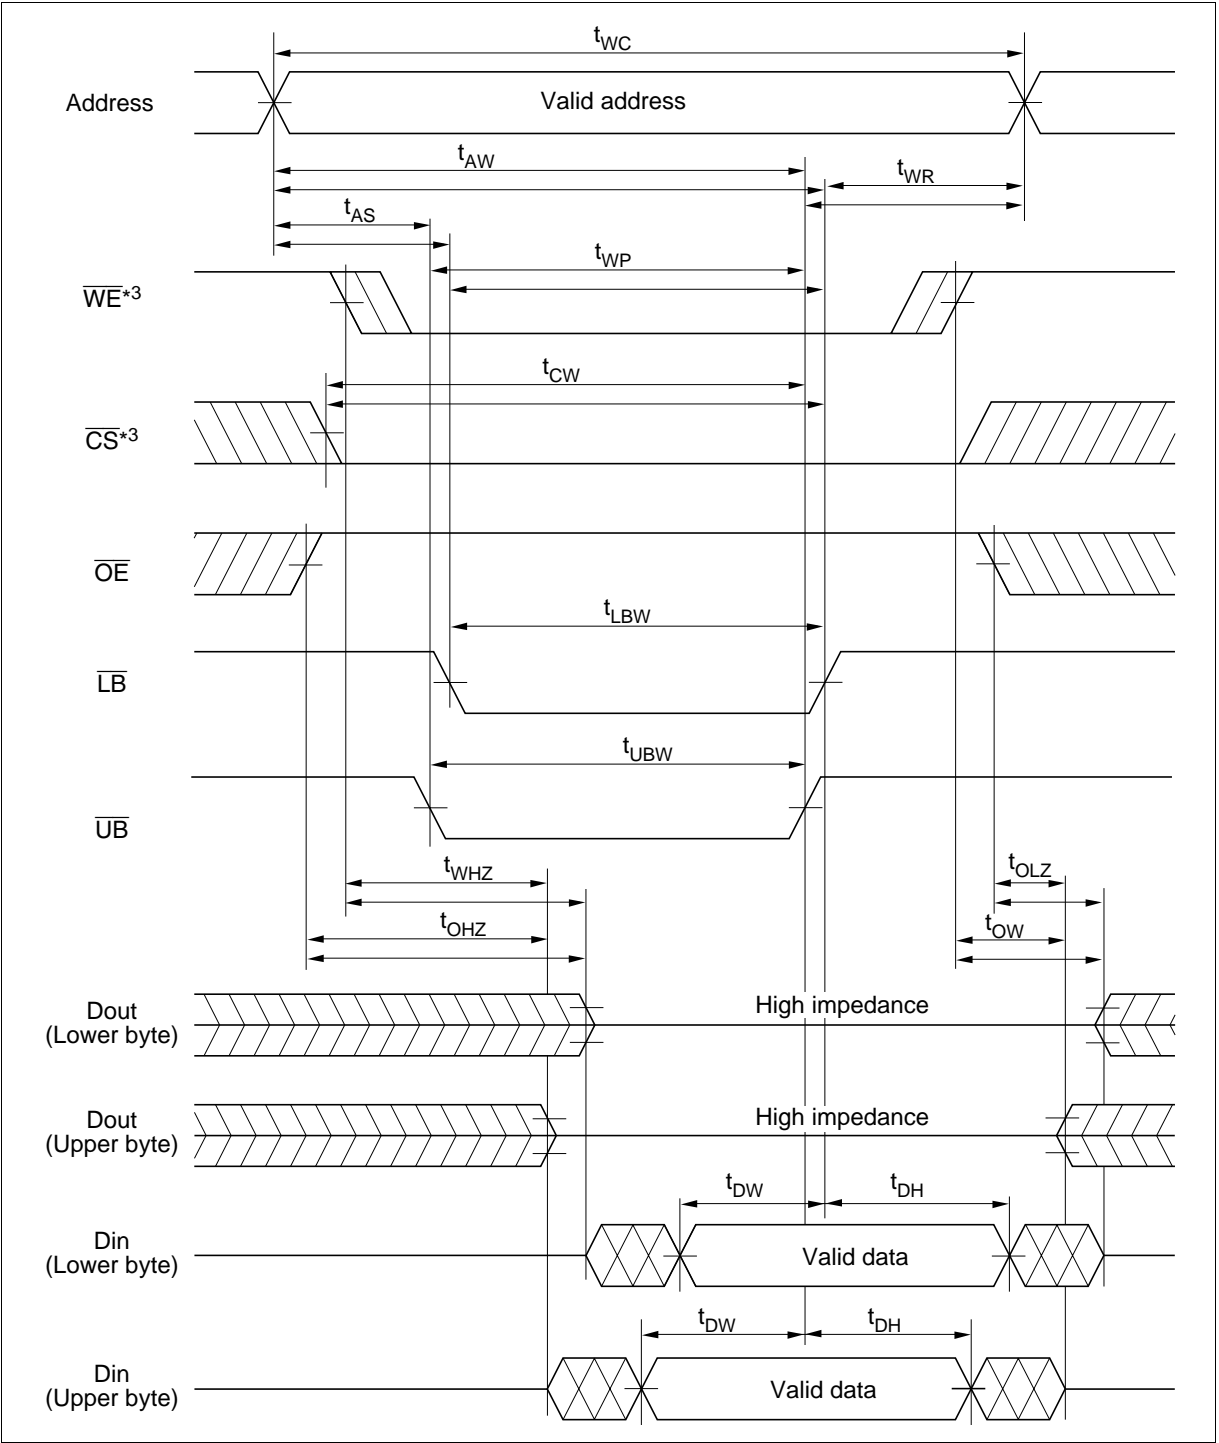 tWC
Address
Valid address
tAW
tWR
tAS
tWP
WE*3
tCW
CS*3
OE
tLBW
LB
tUBW
UB
tWHZ
tOLZ
tOHZ
tOW
Dout
(Lower byte)
High impedance
Dout
(Upper byte)
High impedance
tDW
tDH
Din
(Lower byte)
Valid data
tDW
tDH
Din
(Upper byte)
Valid data